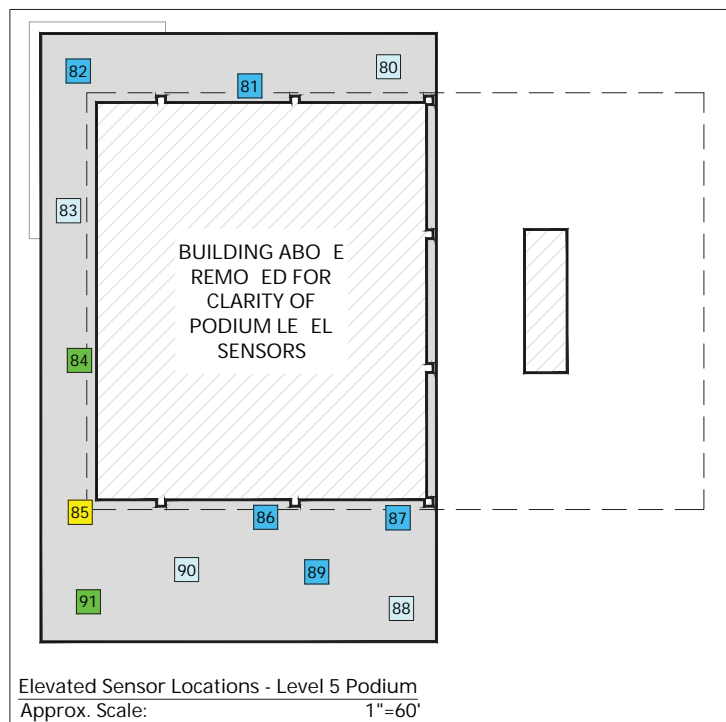 82
81
80
83
BUILDING ABO E
REMO ED FOR
CLARITY OF
PODIUM LE EL
SENSORS
84
85
86
87
90
89
91
88
Elevated Sensor Locations - Level 5 Podium
Approx. Scale: 1"=60'